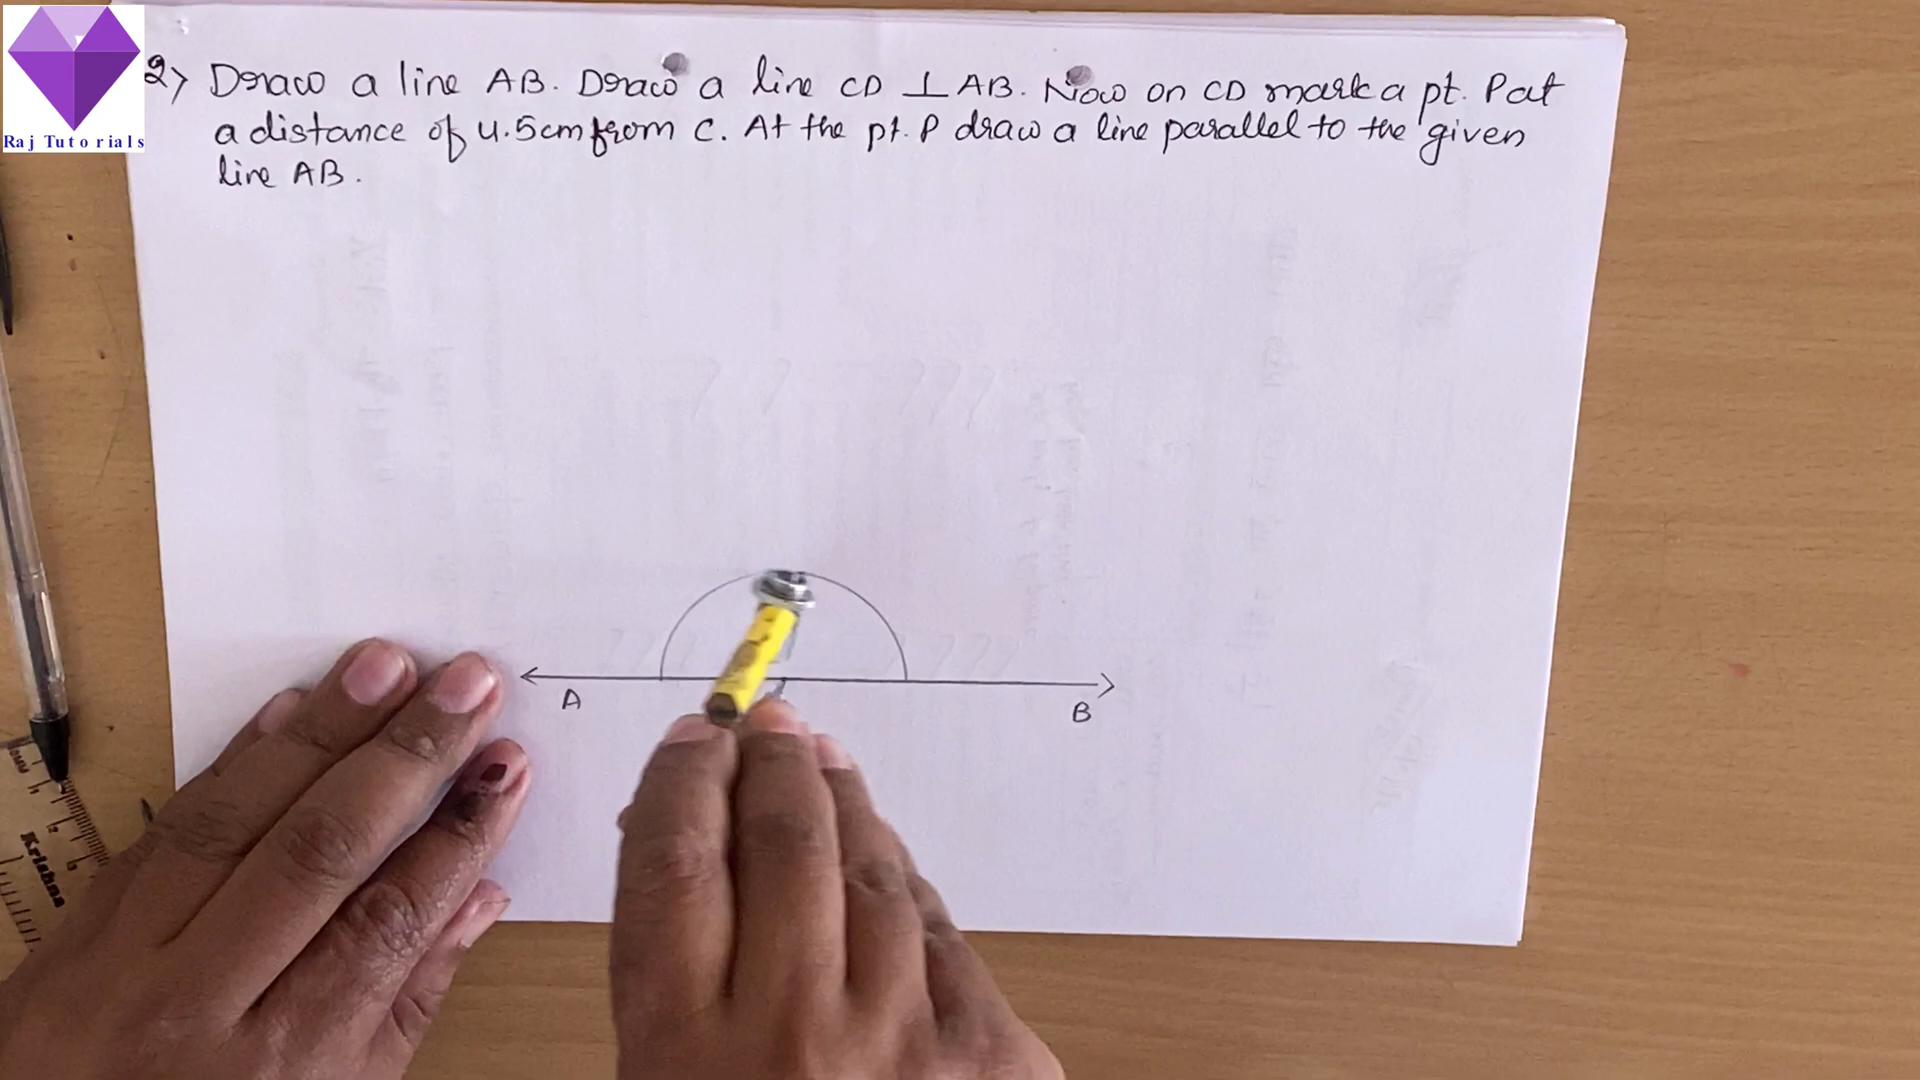 2) Draw a line AB. Draw a line CD ⊥ AB. Now on CD mark a pt. P at
a distance of 4.5cm from C. At the pt. P draw a line parallel to the given
line AB.
Raj Tutorials
A
B
Krishna